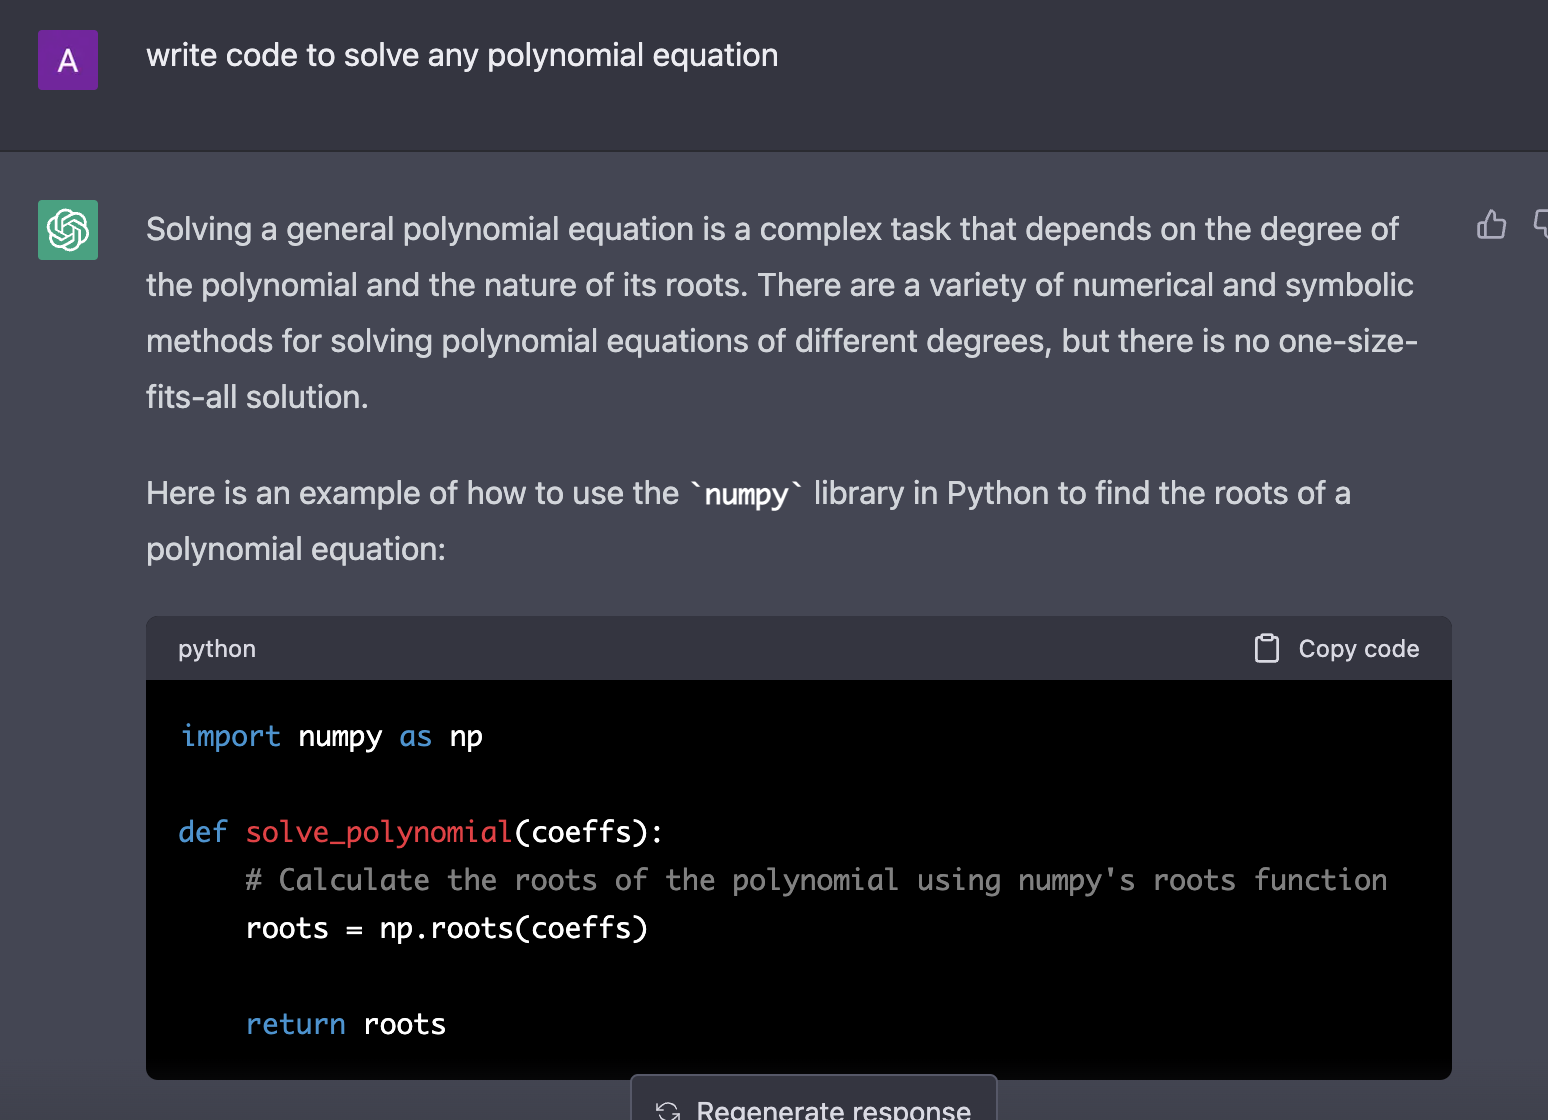 A
write code to solve any polynomial equation
Solving a general polynomial equation is a complex task that depends on the degree of
the polynomial and the nature of its roots. There are a variety of numerical and symbolic
methods for solving polynomial equations of different degrees, but there is no one-size-
fits-all solution.
Here is an example of how to use the `numpy` library in Python to find the roots of a
polynomial equation:
python
Copy code
import numpy as np
def solve_polynomial(coeffs):
# Calculate the roots of the polynomial using numpy's roots function
roots = np.roots(coeffs)
return roots
Regenerate response